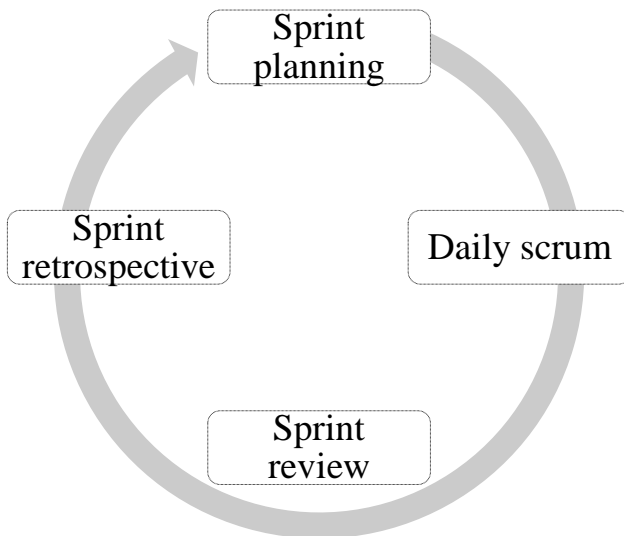 Sprint
planning
Daily scrum
Sprint
review
Sprint
retrospective